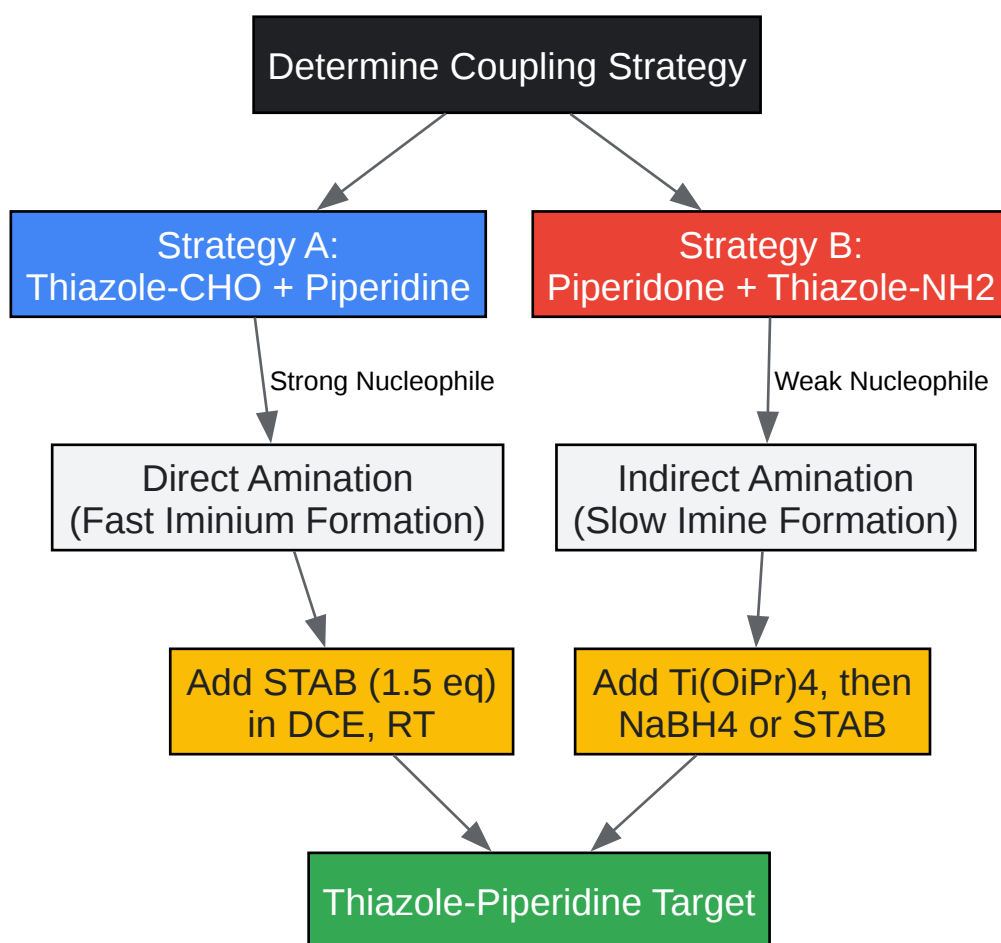 Determine Coupling Strategy
Strategy A:
Thiazole-CHO + Piperidine
Strategy B:
Piperidone + Thiazole-NH2
Strong Nucleophile
Weak Nucleophile
Direct Amination
(Fast Iminium Formation)
Indirect Amination
(Slow Imine Formation)
Add STAB (1.5 eq)
in DCE, RT
Add Ti(OiPr)4, then
NaBH4 or STAB
Thiazole-Piperidine Target